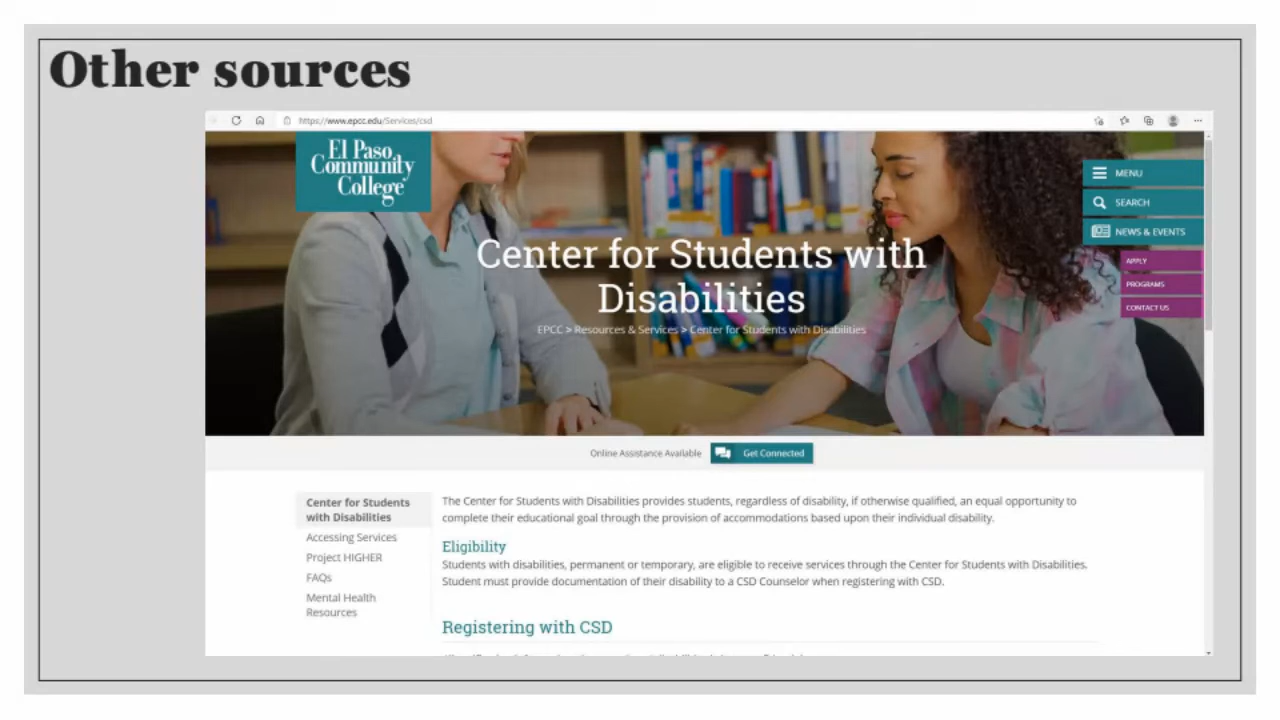 Other sources
https://www.epcc.edu/Services/csd
El Paso
Community
College
MENU
SEARCH
NEWS & EVENTS
APPLY
PROGRAMS
CONTACT US
Center for Students with
Disabilities
EPCC > Resources & Services > Center for Students with Disabilities
Online Assistance Available
Get Connected
Center for Students
with Disabilities
Accessing Services
Project HIGHER
FAQs
Mental Health
Resources
The Center for Students with Disabilities provides students, regardless of disability, if otherwise qualified, an equal opportunity to
complete their educational goal through the provision of accommodations based upon their individual disability.
Eligibility
Students with disabilities, permanent or temporary, are eligible to receive services through the Center for Students with Disabilities.
Student must provide documentation of their disability to a CSD Counselor when registering with CSD.
Registering with CSD